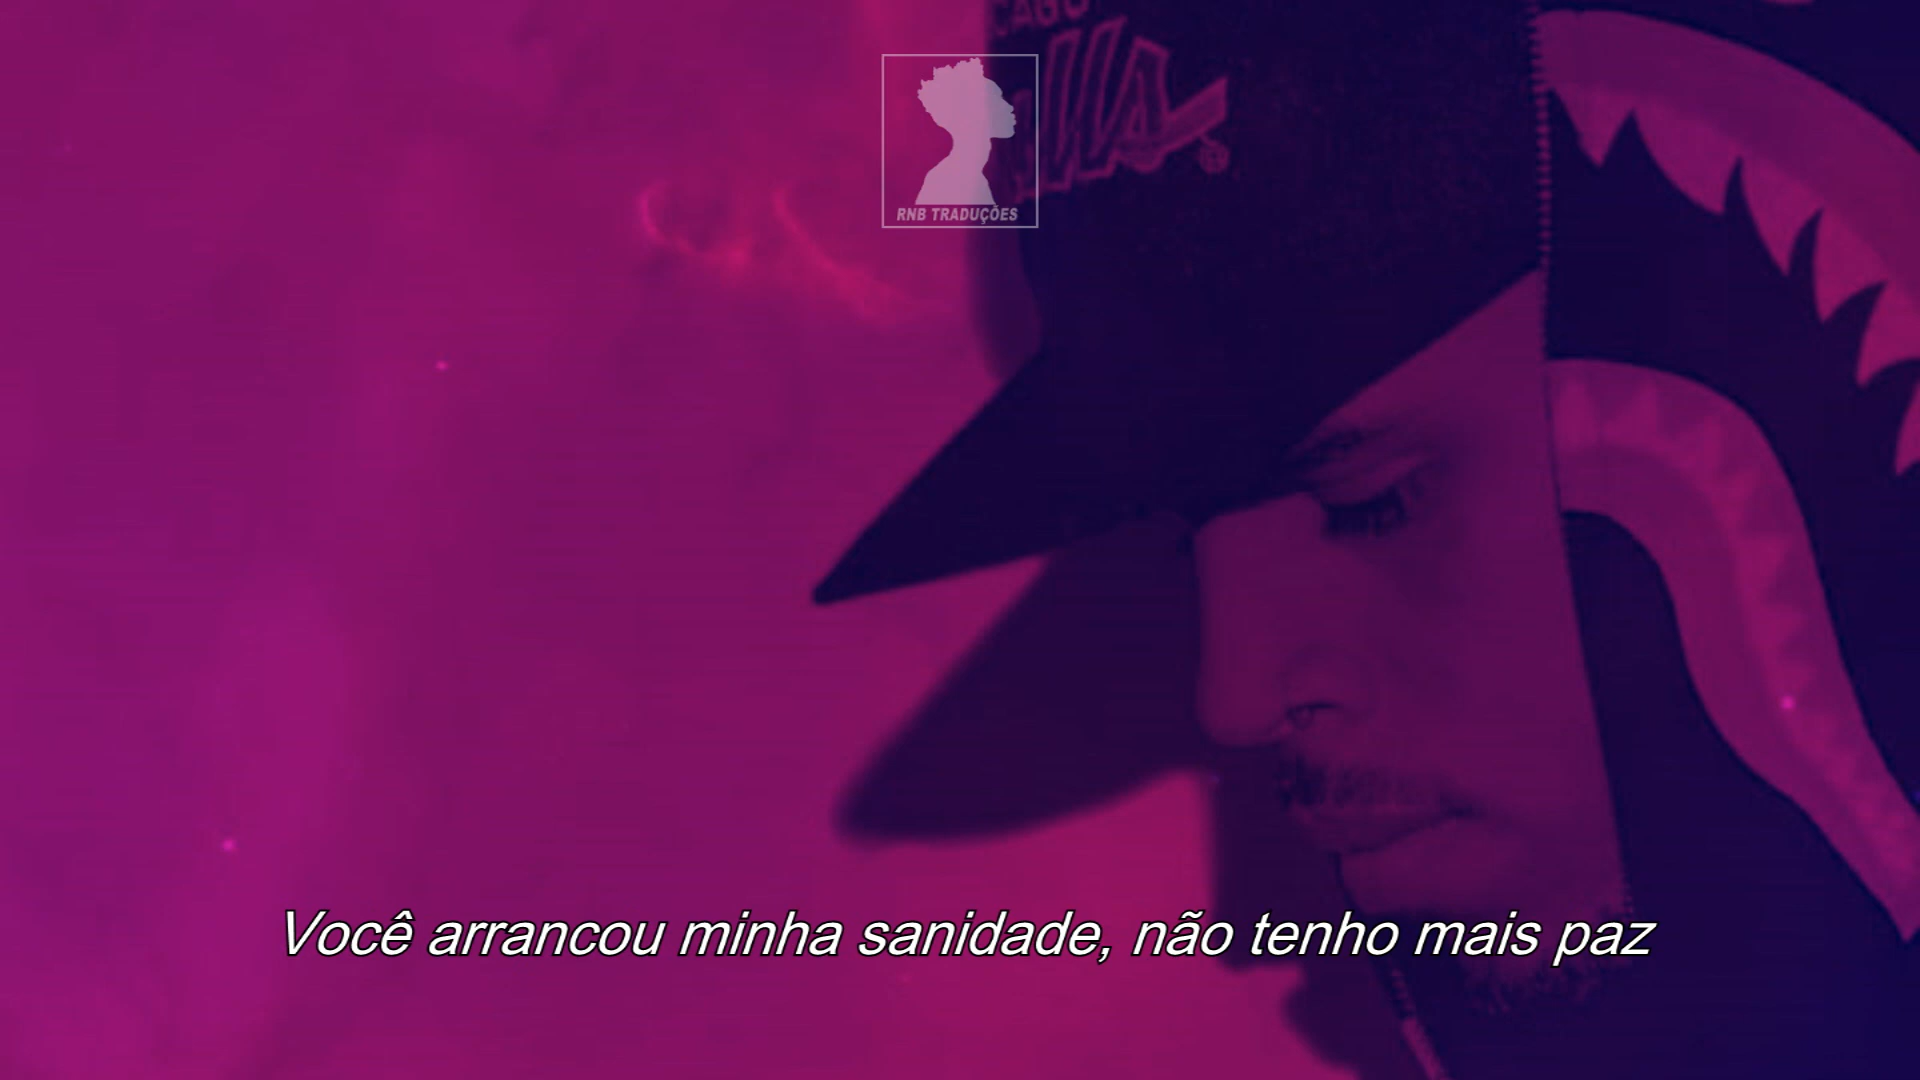 RNB TRADUÇÕES
Você arrancou minha sanidade, não tenho mais paz